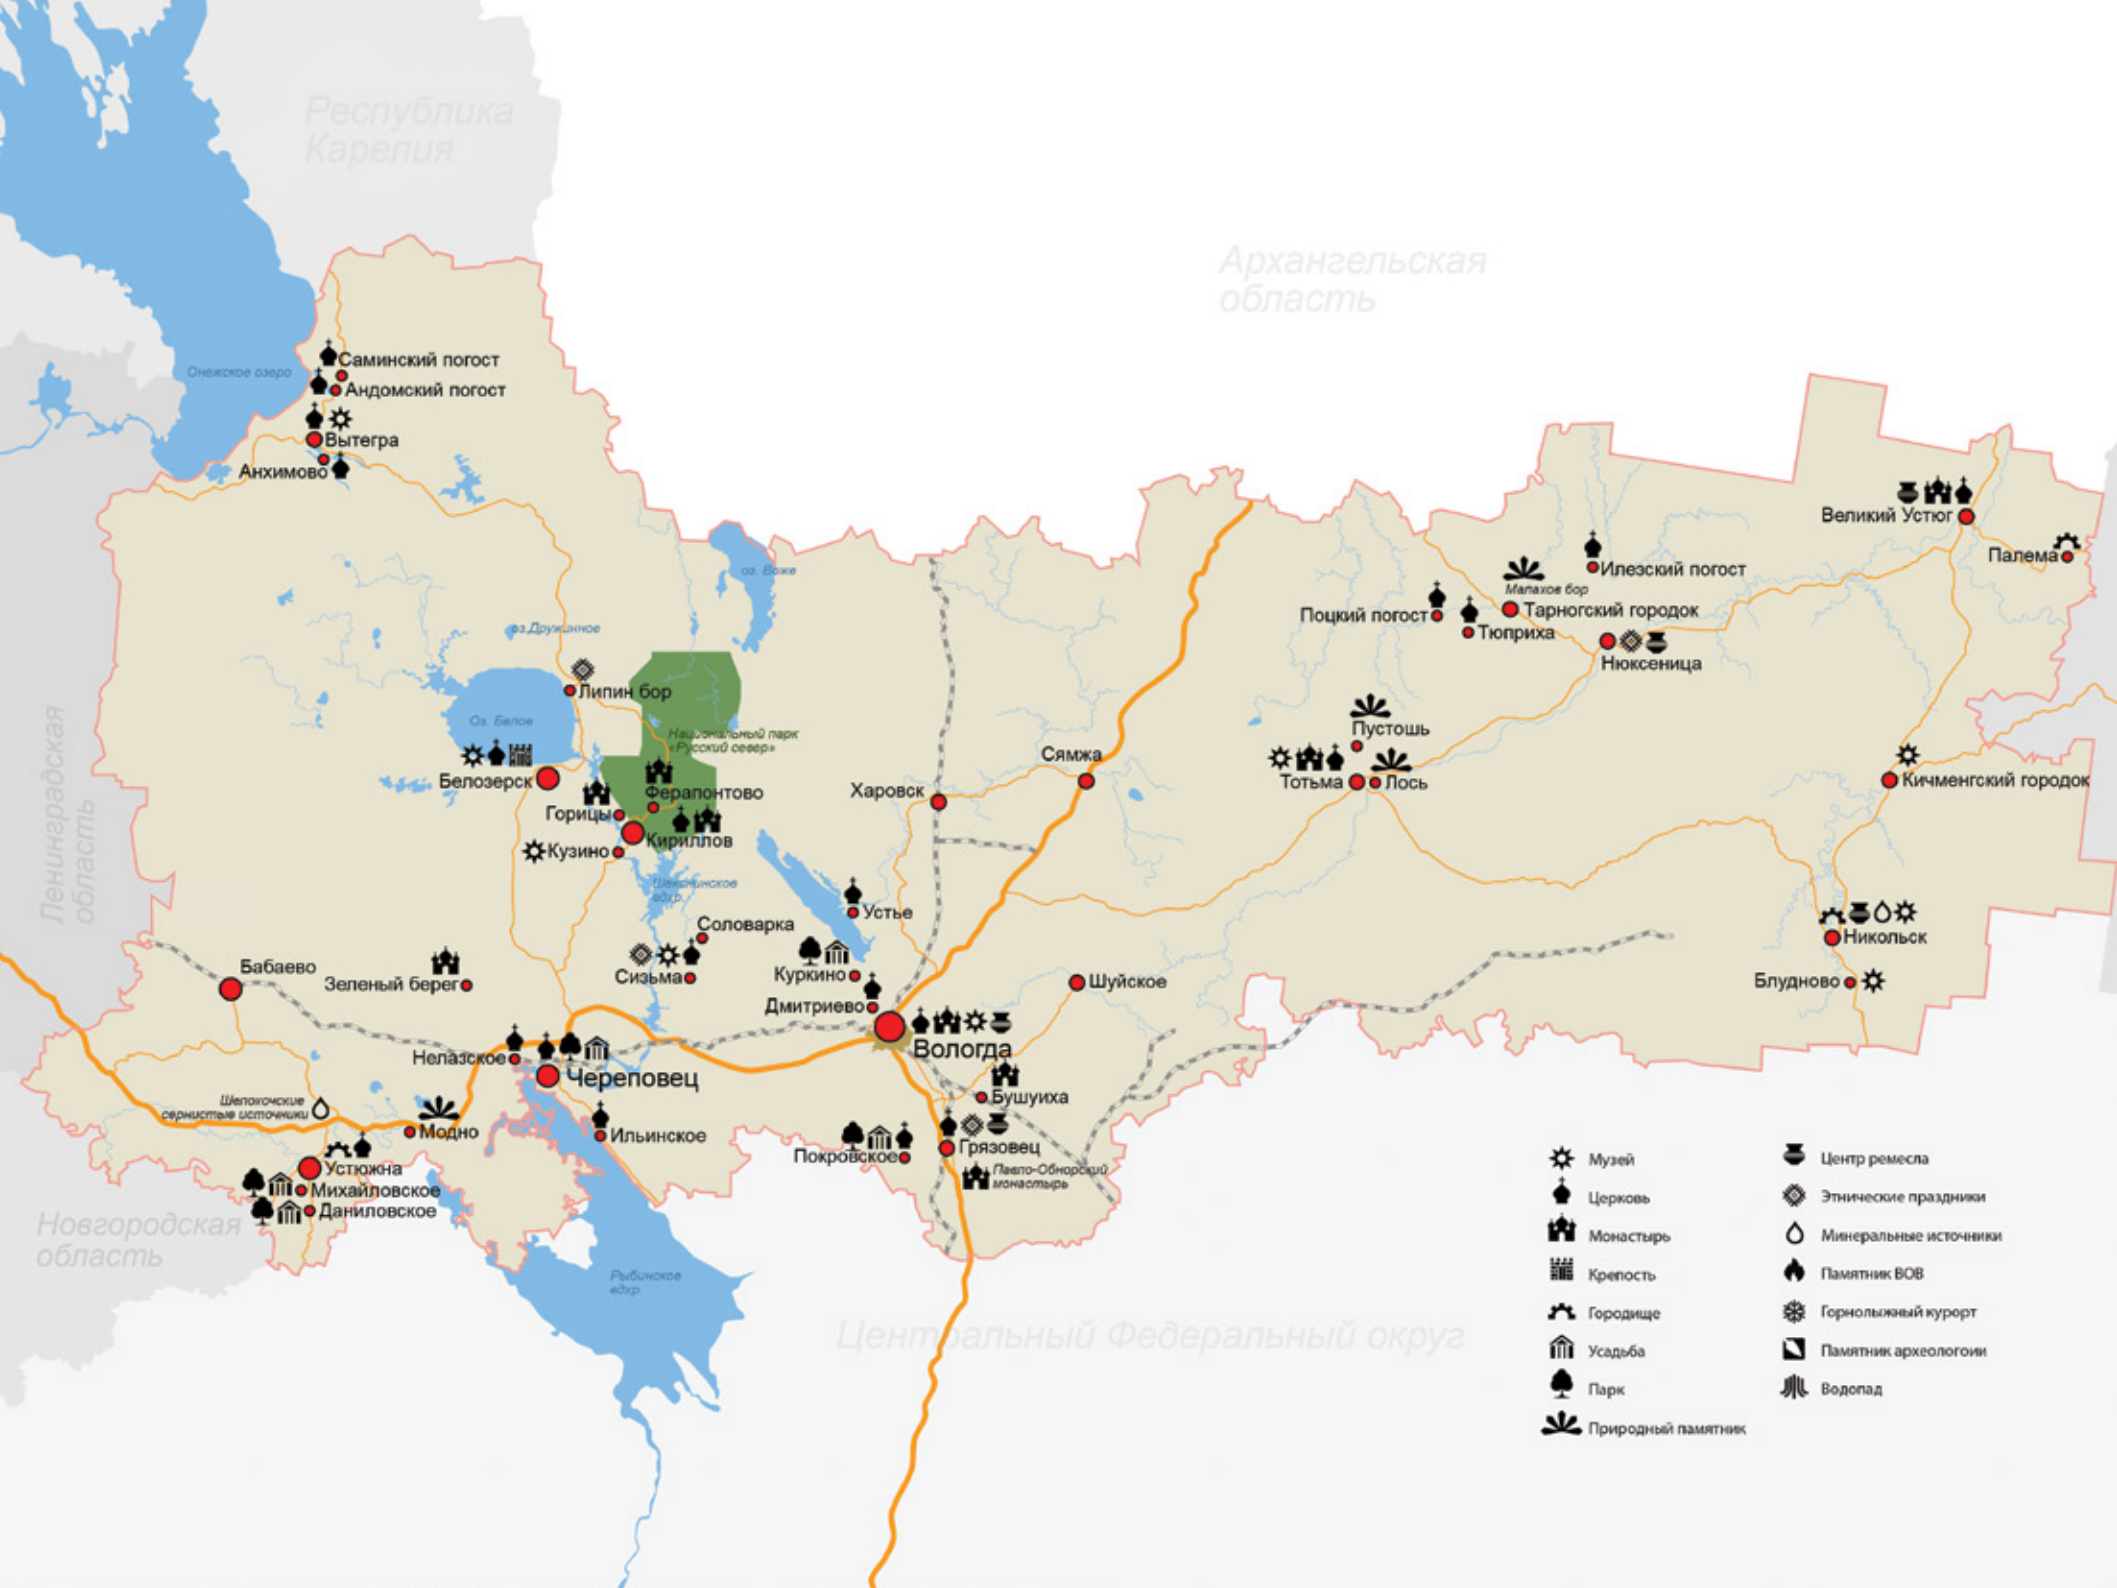 Республика
Карелия
Архангельская
область
Онежское озеро
Саминский погост
Андомский погост
Вытегра
Анхимово
Великий Устюг
Палема
Илезский погост
Малахов бор
Тарногский городок
Поцкий погост
Тюприха
Нюксеница
оз. Воже
оз.Дружинное
Липин бор
Оз. Белое
Национальный парк
«Русский север»
Белозерск
Ферапонтово
Горицы
Кириллов
Кузино
Сямжа
Харовск
Пустошь
Тотьма
Лось
Кичменгский городок
Ленинградская
область
Шекснинское
вдхр.
Устье
Соловарка
Сизьма
Куркино
Дмитриево
Никольск
Блудново
Бабаево
Зеленый берег
Шуйское
Вологда
Нелазское
Череповец
Шелохочские
сернистые источники
Модно
Ильинское
Бушуиха
Покровское
Грязовец
Павло-Обнорский
монастырь
Устюжна
Михайловское
Даниловское
Новгородская
область
Рыбинское
вдхр.
Центральный Федеральный округ
Музей
Церковь
Монастырь
Крепость
Городище
Усадьба
Парк
Природный памятник
Центр ремесла
Этнические праздники
Минеральные источники
Памятник ВОВ
Горнолыжный курорт
Памятник археологоии
Водопад